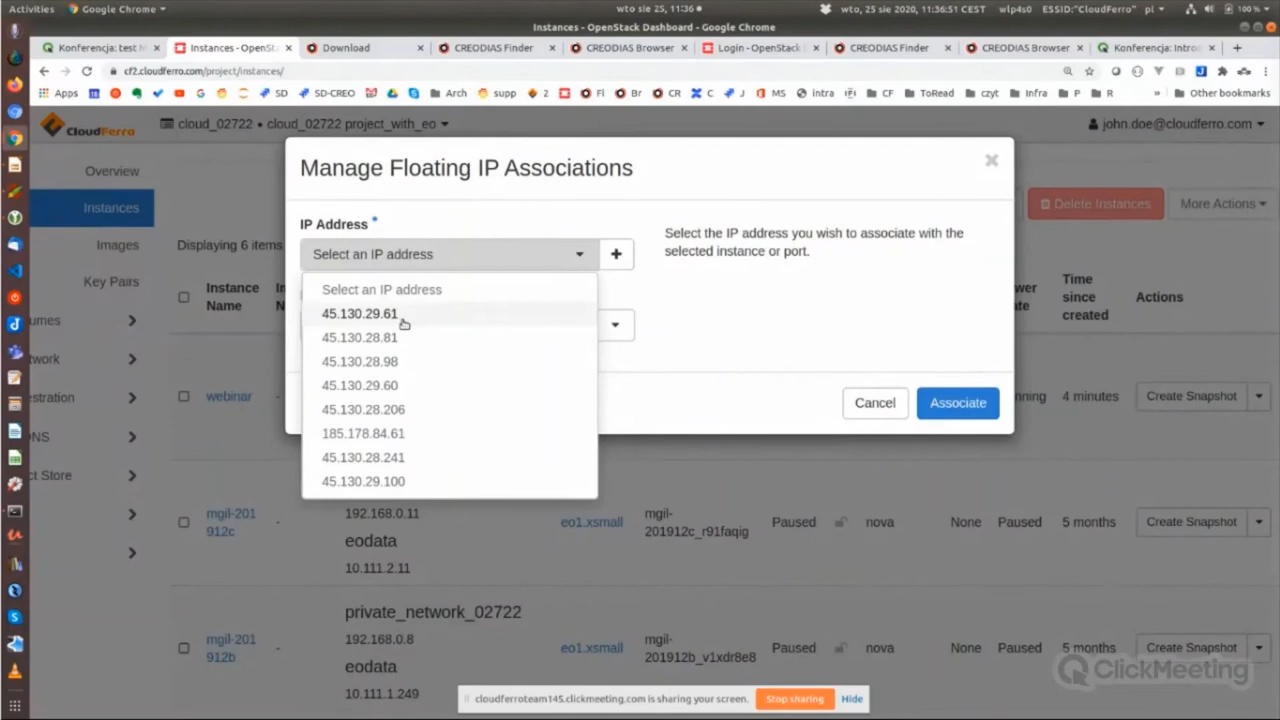 Activities
Google Chrome
wto sie 25, 11:36
wto, 25 sie 2020, 11:36:51 CEST
wlp4s0
ESSID:"CloudFerro"
pl
100 %
Instances - OpenStack Dashboard - Google Chrome
Konferencja: test M
Instances - OpenSt
Download
CREODIAS Finder
CREODIAS Browser
Login - OpenStack
CREODIAS Finder
CREODIAS Browser
Konferencja: Intro
cf2.cloudferro.com/project/instances/
Apps
SD
SD-CREO
Arch
supp
2
Fi
Br
CR
C
J
MS
intra
CF
ToRead
czyt
Infra
P
R
»
Other bookmarks
CloudFerro
cloud_02722 • cloud_02722 project_with_eo
john.doe@cloudferro.com
Overview
Instances
Images
Key Pairs
umes
work
estration
ONS
ct Store
Manage Floating IP Associations
IP Address *
Select an IP address
Select an IP address
45.130.29.61
45.130.28.81
45.130.28.98
45.130.29.60
45.130.28.206
185.178.84.61
45.130.28.241
45.130.29.100
Select the IP address you wish to associate with the
selected instance or port.
Cancel
Associate
Delete Instances
More Actions
Displaying 6 items
Instance
Name
Time
since
created
Actions
webinar
-
nning
4 minutes
Create Snapshot
mgil-201
912c
-
192.168.0.11
eodata
10.111.2.11
eo1.xsmall
mgil-
201912c_r91faqig
Paused
nova
None
Paused
5 months
Create Snapshot
mgil-201
912b
-
private_network_02722
192.168.0.8
eodata
10.111.1.249
eo1.xsmall
mgil-
201912b_v1xdr8e8
Paused
nova
None
Paused
5 months
Create Snapshot
ClickMeeting
cloudferroteam145.clickmeeting.com is sharing your screen.
Stop sharing
Hide